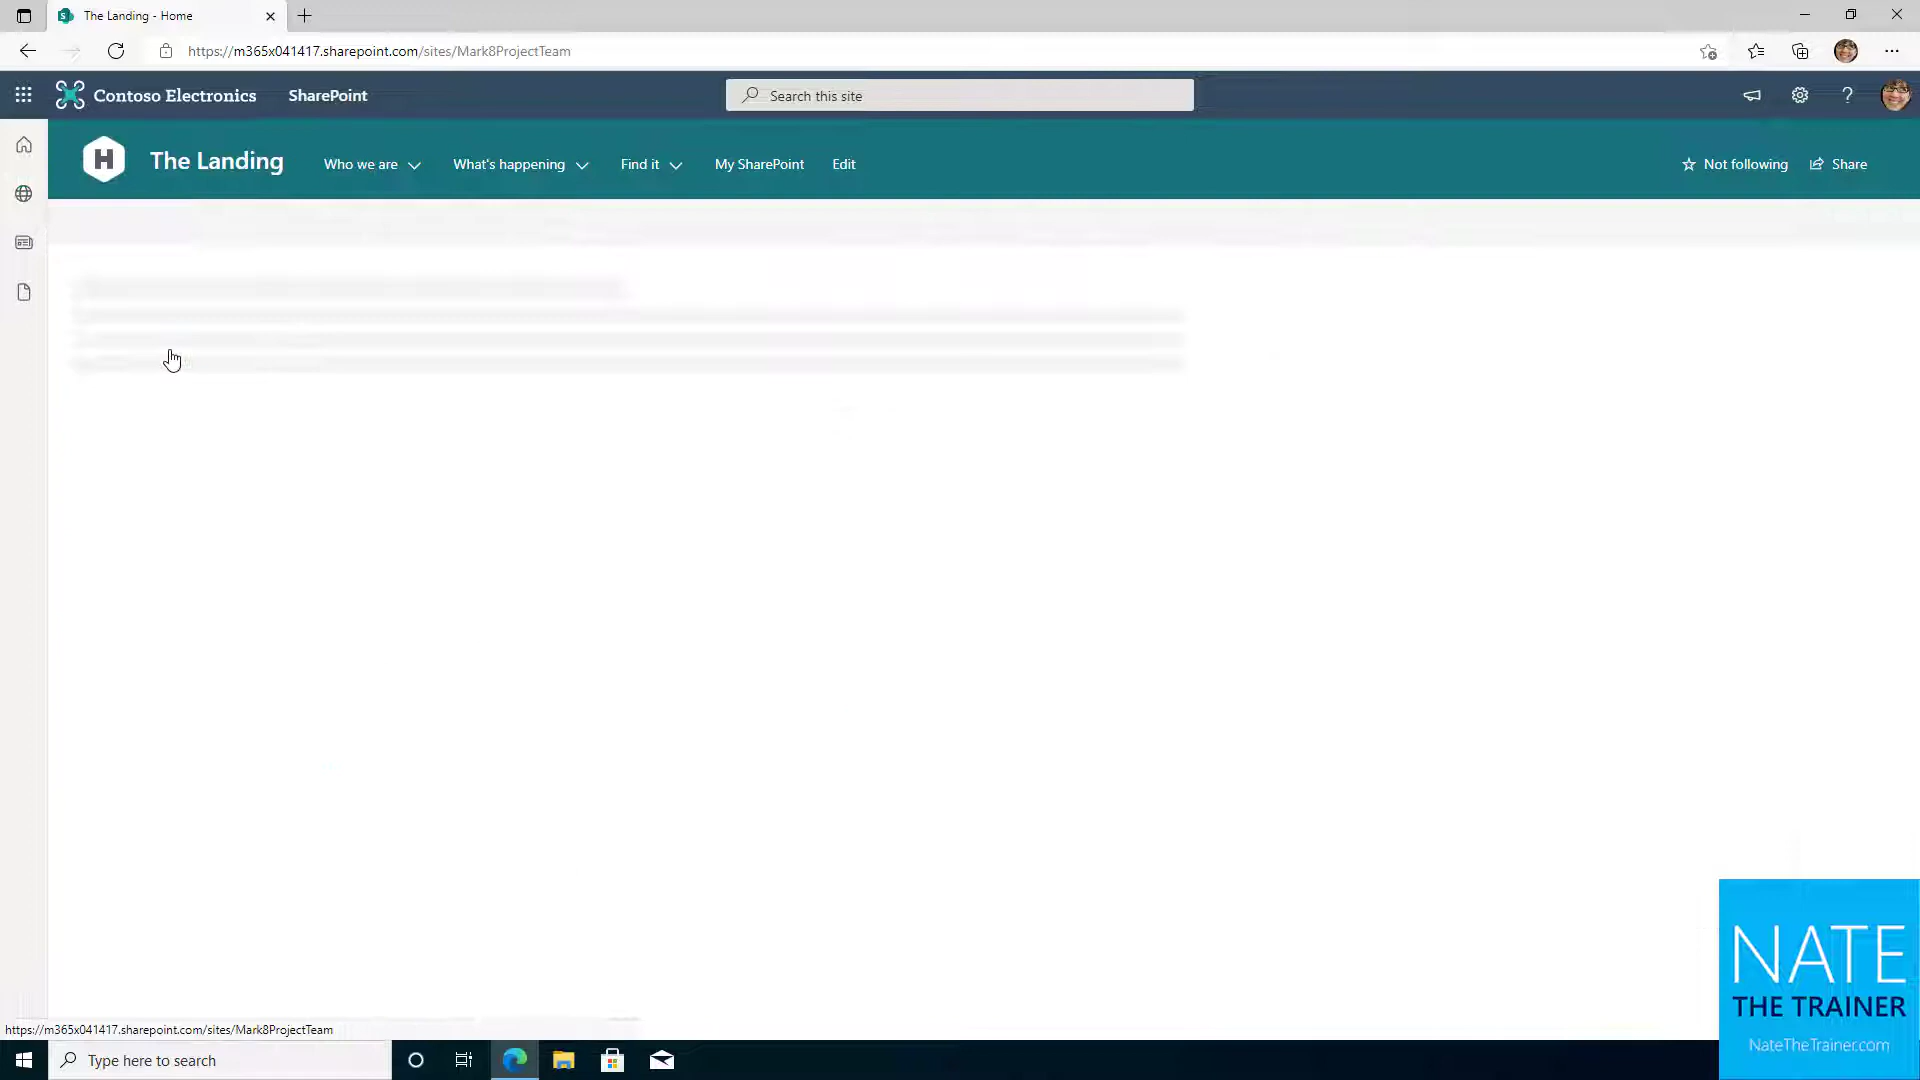 The Landing - Home
https://m365x041417.sharepoint.com/sites/Mark8ProjectTeam
Contoso Electronics
SharePoint
Search this site
H
The Landing
Who we are
What's happening
Find it
My SharePoint
Edit
Not following
Share
NATE
THE TRAINER
NateTheTrainer.com
https://m365x041417.sharepoint.com/sites/Mark8ProjectTeam
Type here to search